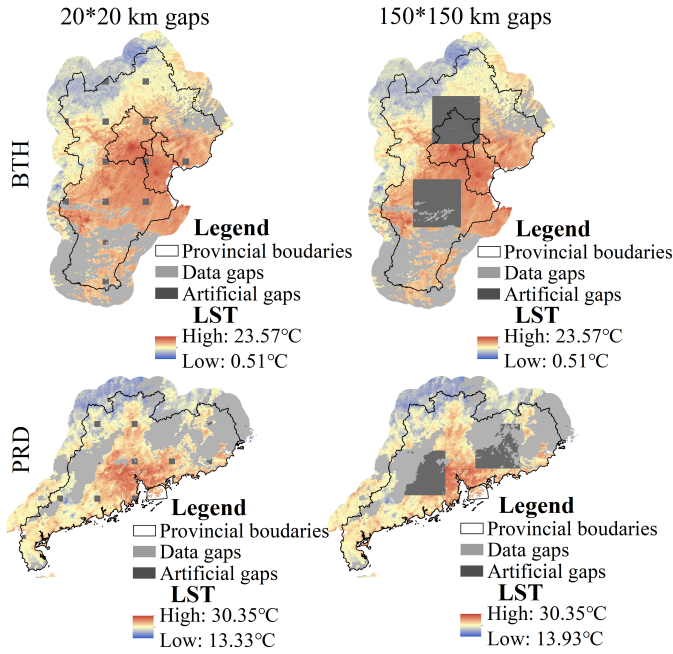 20*20 km gaps
150*150 km gaps
BTH
Legend
Provincial boudaries
Data gaps
Artificial gaps
LST
High: 23.57℃
Low: 0.51℃
Legend
Provincial boudaries
Data gaps
Artificial gaps
LST
High: 23.57℃
Low: 0.51℃
PRD
Legend
Provincial boudaries
Data gaps
Artificial gaps
LST
High: 30.35℃
Low: 13.33℃
Legend
Provincial boudaries
Data gaps
Artificial gaps
LST
High: 30.35℃
Low: 13.93℃